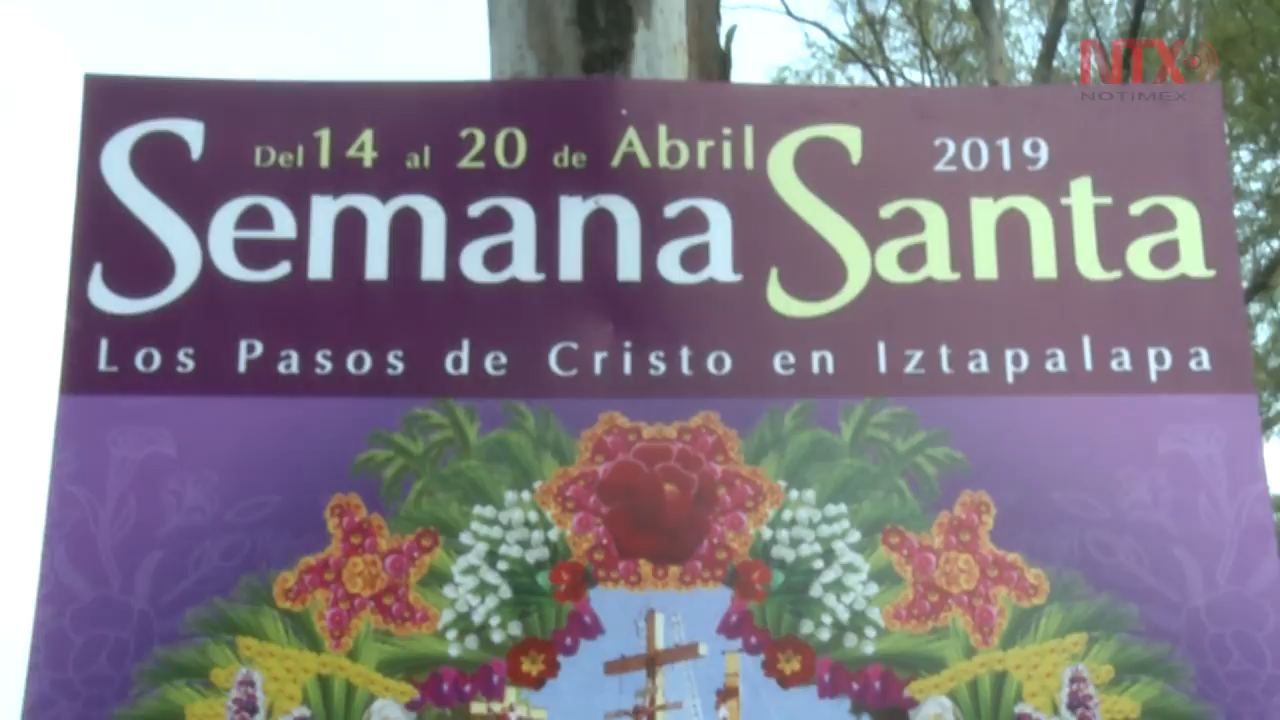 NTX
NOTIMEX
Del 14 al 20 de Abril 2019
Semana Santa
Los Pasos de Cristo en Iztapalapa